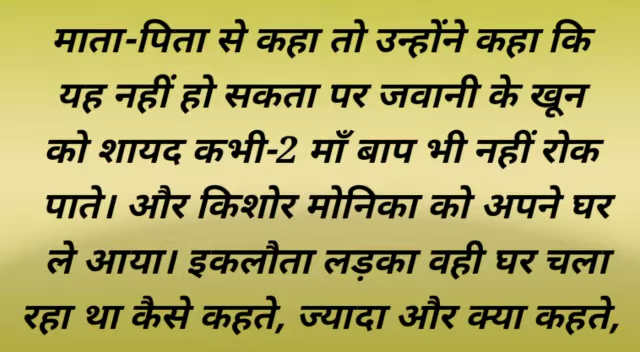 माता-पिता से कहा तो उन्होंने कहा कि
यह नहीं हो सकता पर जवानी के खून
को शायद कभी-2 माँ बाप भी नहीं रोक
पाते। और किशोर मोनिका को अपने घर
ले आया। इकलौता लड़का वही घर चला
रहा था कैसे कहते, ज्यादा और क्या कहते,